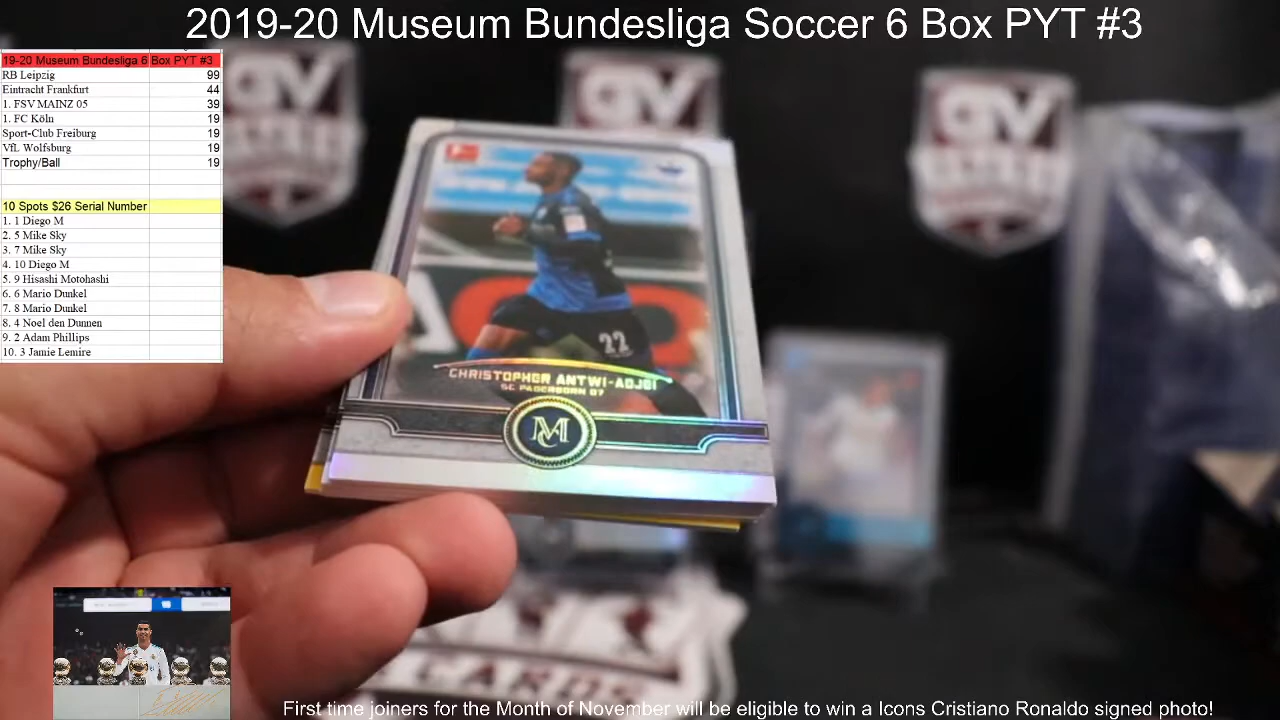 2019-20 Museum Bundesliga Soccer 6 Box PYT #3
19-20 Museum Bundesliga 6 Box PYT #3
RB Leipzig 99
Eintracht Frankfurt 44
1. FSV MAINZ 05 39
1. FC Köln 19
Sport-Club Freiburg 19
VfL Wolfsburg 19
Trophy/Ball 19
10 Spots $26 Serial Number
1. 1 Diego M
2. 5 Mike Sky
3. 7 Mike Sky
4. 10 Diego M
5. 9 Hisashi Motohashi
6. 6 Mario Dunkel
7. 8 Mario Dunkel
8. 4 Noel den Dunnen
9. 2 Adam Phillips
10. 3 Jamie Lemire
GV
GV
GV
22
CHRISTOPHER ANTWI-ADJEI
SC PADERBORN 07
MC
CARDS
First time joiners for the Month of November will be eligible to win a Icons Cristiano Ronaldo signed photo!